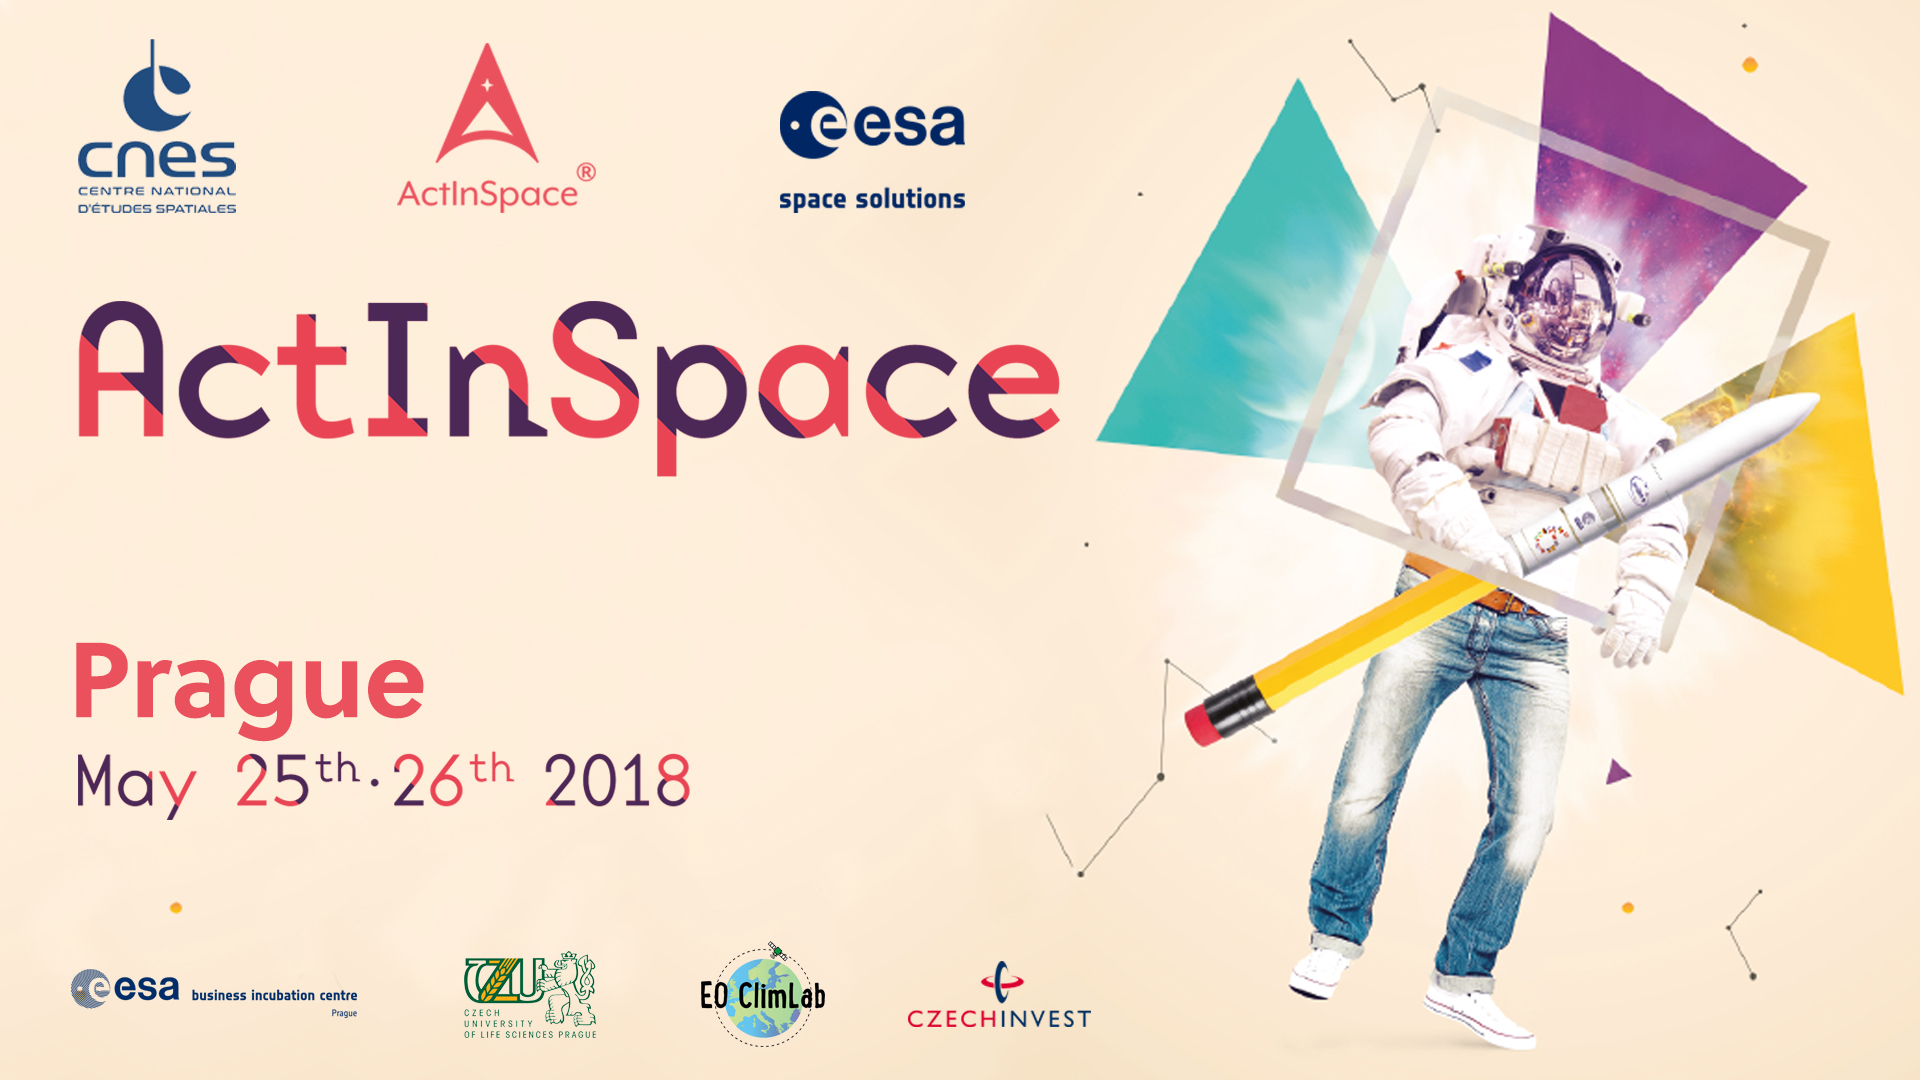 cnes
CENTRE NATIONAL
D'ÉTUDES SPATIALES
ActInSpace®
esa
space solutions
ActInSpace
Prague
May 25th · 26th 2018
esa business incubation centre
Prague
CZU
CZECH
UNIVERSITY
OF LIFE SCIENCES PRAGUE
EO ClimLab
CZECHINVEST